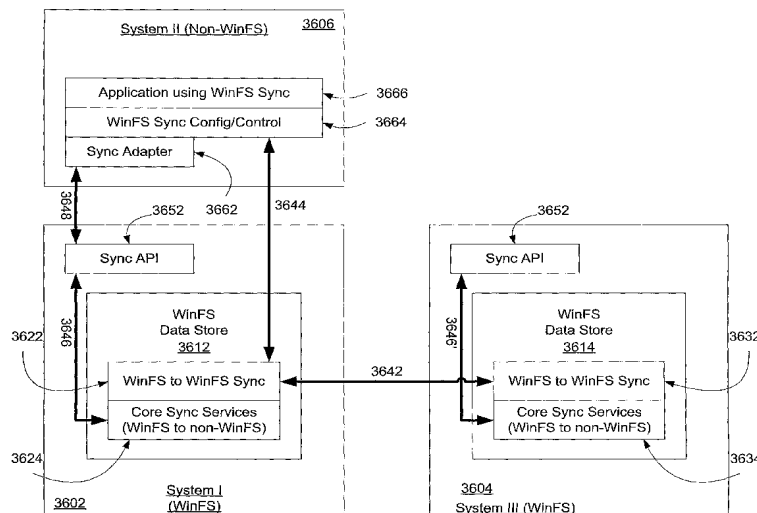 System II (Non-WinFS) 3606
Application using WinFS Sync
3666
WinFS Sync Config/Control
3664
Sync Adapter
3648
3652
3662
3644
3652
Sync API
Sync API
WinFS
Data Store
3612
WinFS
Data Store
3614
3622
3646
3646'
3632
3642
WinFS to WinFS Sync
WinFS to WinFS Sync
Core Sync Services
(WinFS to non-WinFS)
Core Sync Services
(WinFS to non-WinFS)
3624
3634
3602
System I
(WinFS)
3604
System III (WinFS)